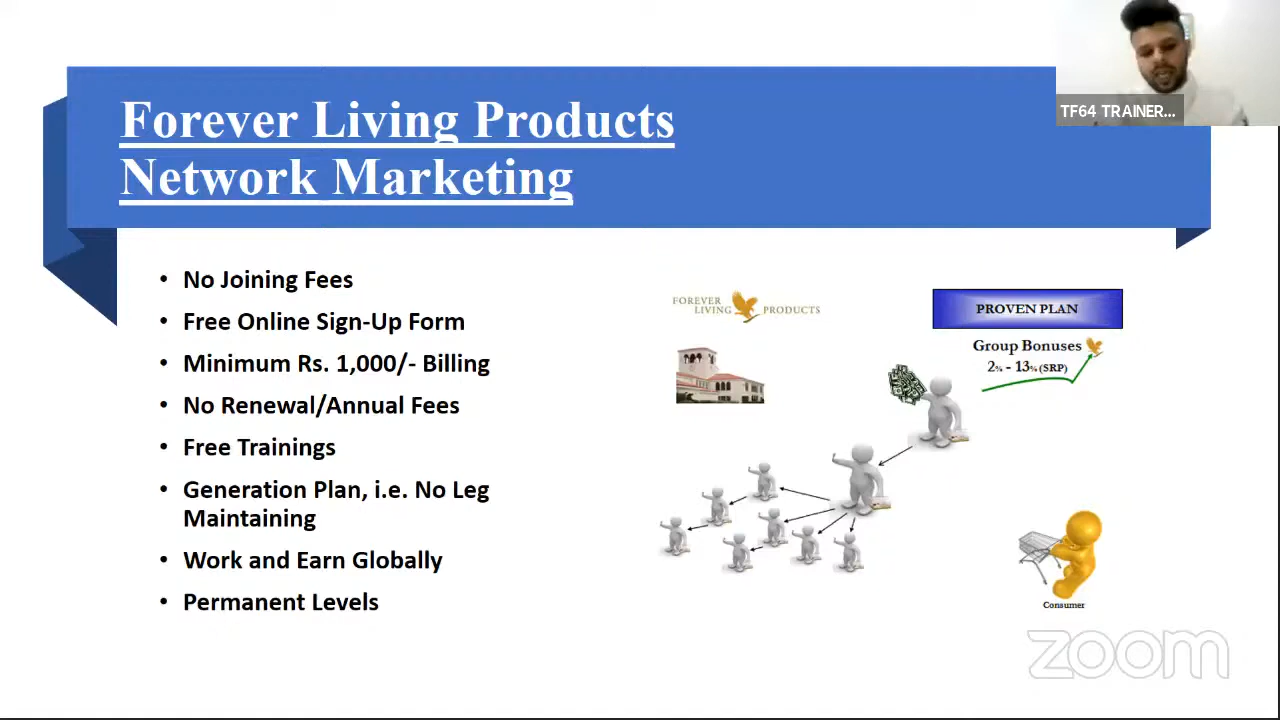 TF64 TRAINER...
Forever Living Products
Network Marketing
• No Joining Fees
• Free Online Sign-Up Form
• Minimum Rs. 1,000/- Billing
• No Renewal/Annual Fees
• Free Trainings
• Generation Plan, i.e. No Leg
Maintaining
• Work and Earn Globally
• Permanent Levels
FOREVER
LIVING PRODUCTS
PROVEN PLAN
Group Bonuses
2% - 13% (SRP)
Consumer
zoom